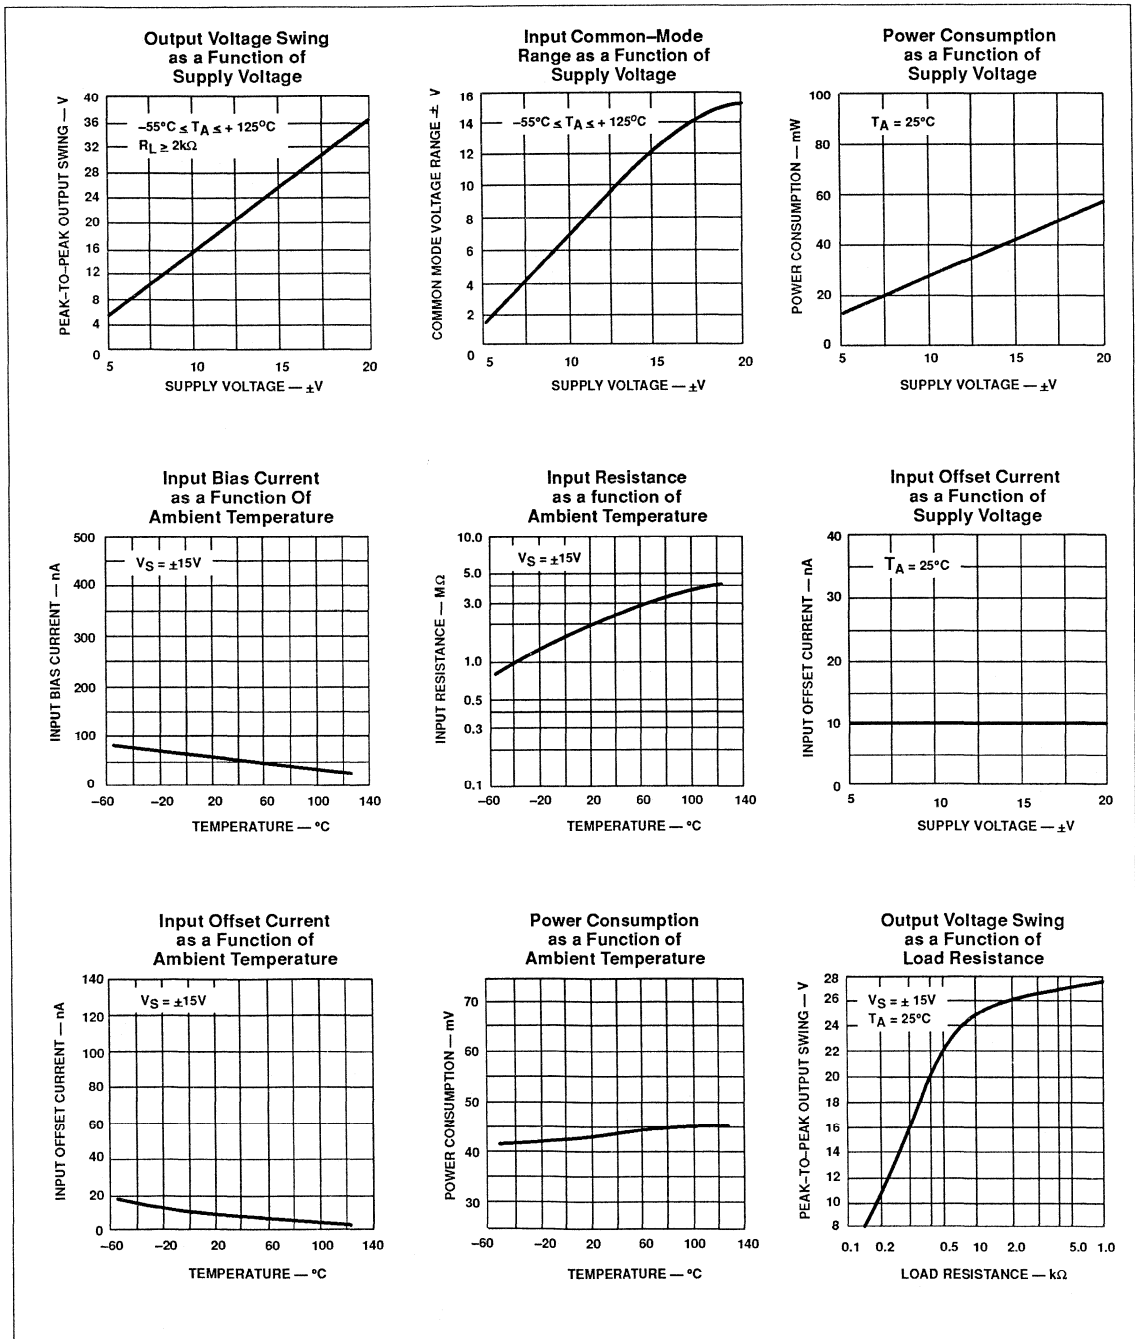 Output Voltage Swing
as a Function of
Supply Voltage
PEAK–TO–PEAK OUTPUT SWING — V
40
36
32
28
24
20
16
12
8
4
0
–55°C ≤ TA ≤ + 125°C
RL ≥ 2kΩ
5 10 15 20
SUPPLY VOLTAGE — ±V
Input Common–Mode
Range as a Function of
Supply Voltage
COMMON MODE VOLTAGE RANGE –± V
16
14
12
10
8
6
4
2
0
–55°C ≤ TA ≤ + 125°C
5 10 15 20
SUPPLY VOLTAGE — ±V
Power Consumption
as a Function of
Supply Voltage
POWER CONSUMPTION — mW
100
80
60
40
20
0
TA = 25°C
5 10 15 20
SUPPLY VOLTAGE — ±V
Input Bias Current
as a Function Of
Ambient Temperature
INPUT BIAS CURRENT — nA
500
400
300
200
100
0
VS = ±15V
–60 –20 20 60 100 140
TEMPERATURE — °C
Input Resistance
as a function of
Ambient Temperature
INPUT RESISTANCE — MΩ
10.0
5.0
3.0
1.0
0.5
0.3
0.1
VS = ±15V
–60 –20 20 60 100 140
TEMPERATURE — °C
Input Offset Current
as a Function of
Supply Voltage
INPUT OFFSET CURRENT — nA
40
30
20
10
0
TA = 25°C
5 10 15 20
SUPPLY VOLTAGE — ±V
Input Offset Current
as a Function of
Ambient Temperature
INPUT OFFSET CURRENT — nA
140
120
100
80
60
40
20
0
VS = ±15V
–60 –20 20 60 100 140
TEMPERATURE — °C
Power Consumption
as a Function of
Ambient Temperature
POWER CONSUMPTION — mV
70
60
50
40
30
–60 –20 20 60 100 140
TEMPERATURE — °C
Output Voltage Swing
as a Function of
Load Resistance
PEAK–TO–PEAK OUTPUT SWING — V
28
26
24
22
20
18
16
14
12
10
8
VS = ± 15V
TA = 25°C
0.1 0.2 0.5 10 2.0 5.0 1.0
LOAD RESISTANCE — kΩ